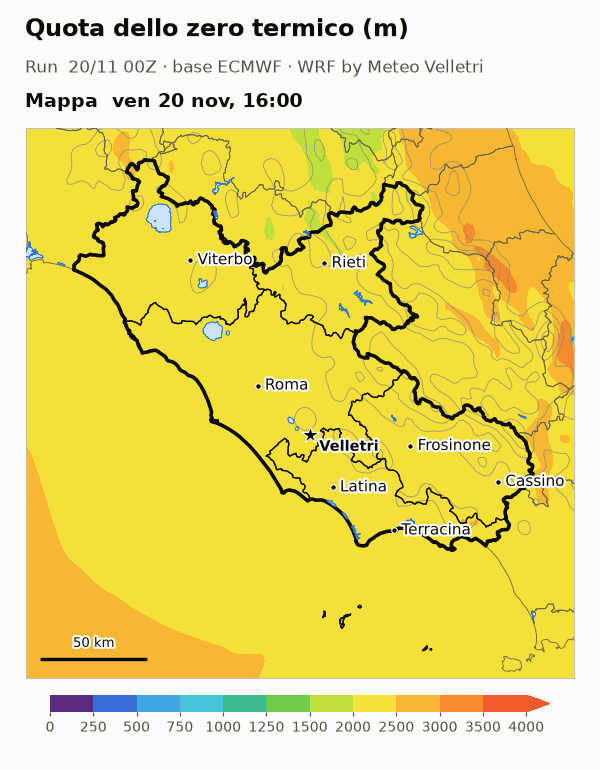 Quota dello zero termico (m)
Run 20/11 00Z · base ECMWF · WRF by Meteo Velletri
Mappa ven 20 nov, 16:00
Viterbo
Rieti
Roma
Velletri
Frosinone
Cassino
Latina
Terracina
50 km
0 250 500 750 1000 1250 1500 2000 2500 3000 3500 4000